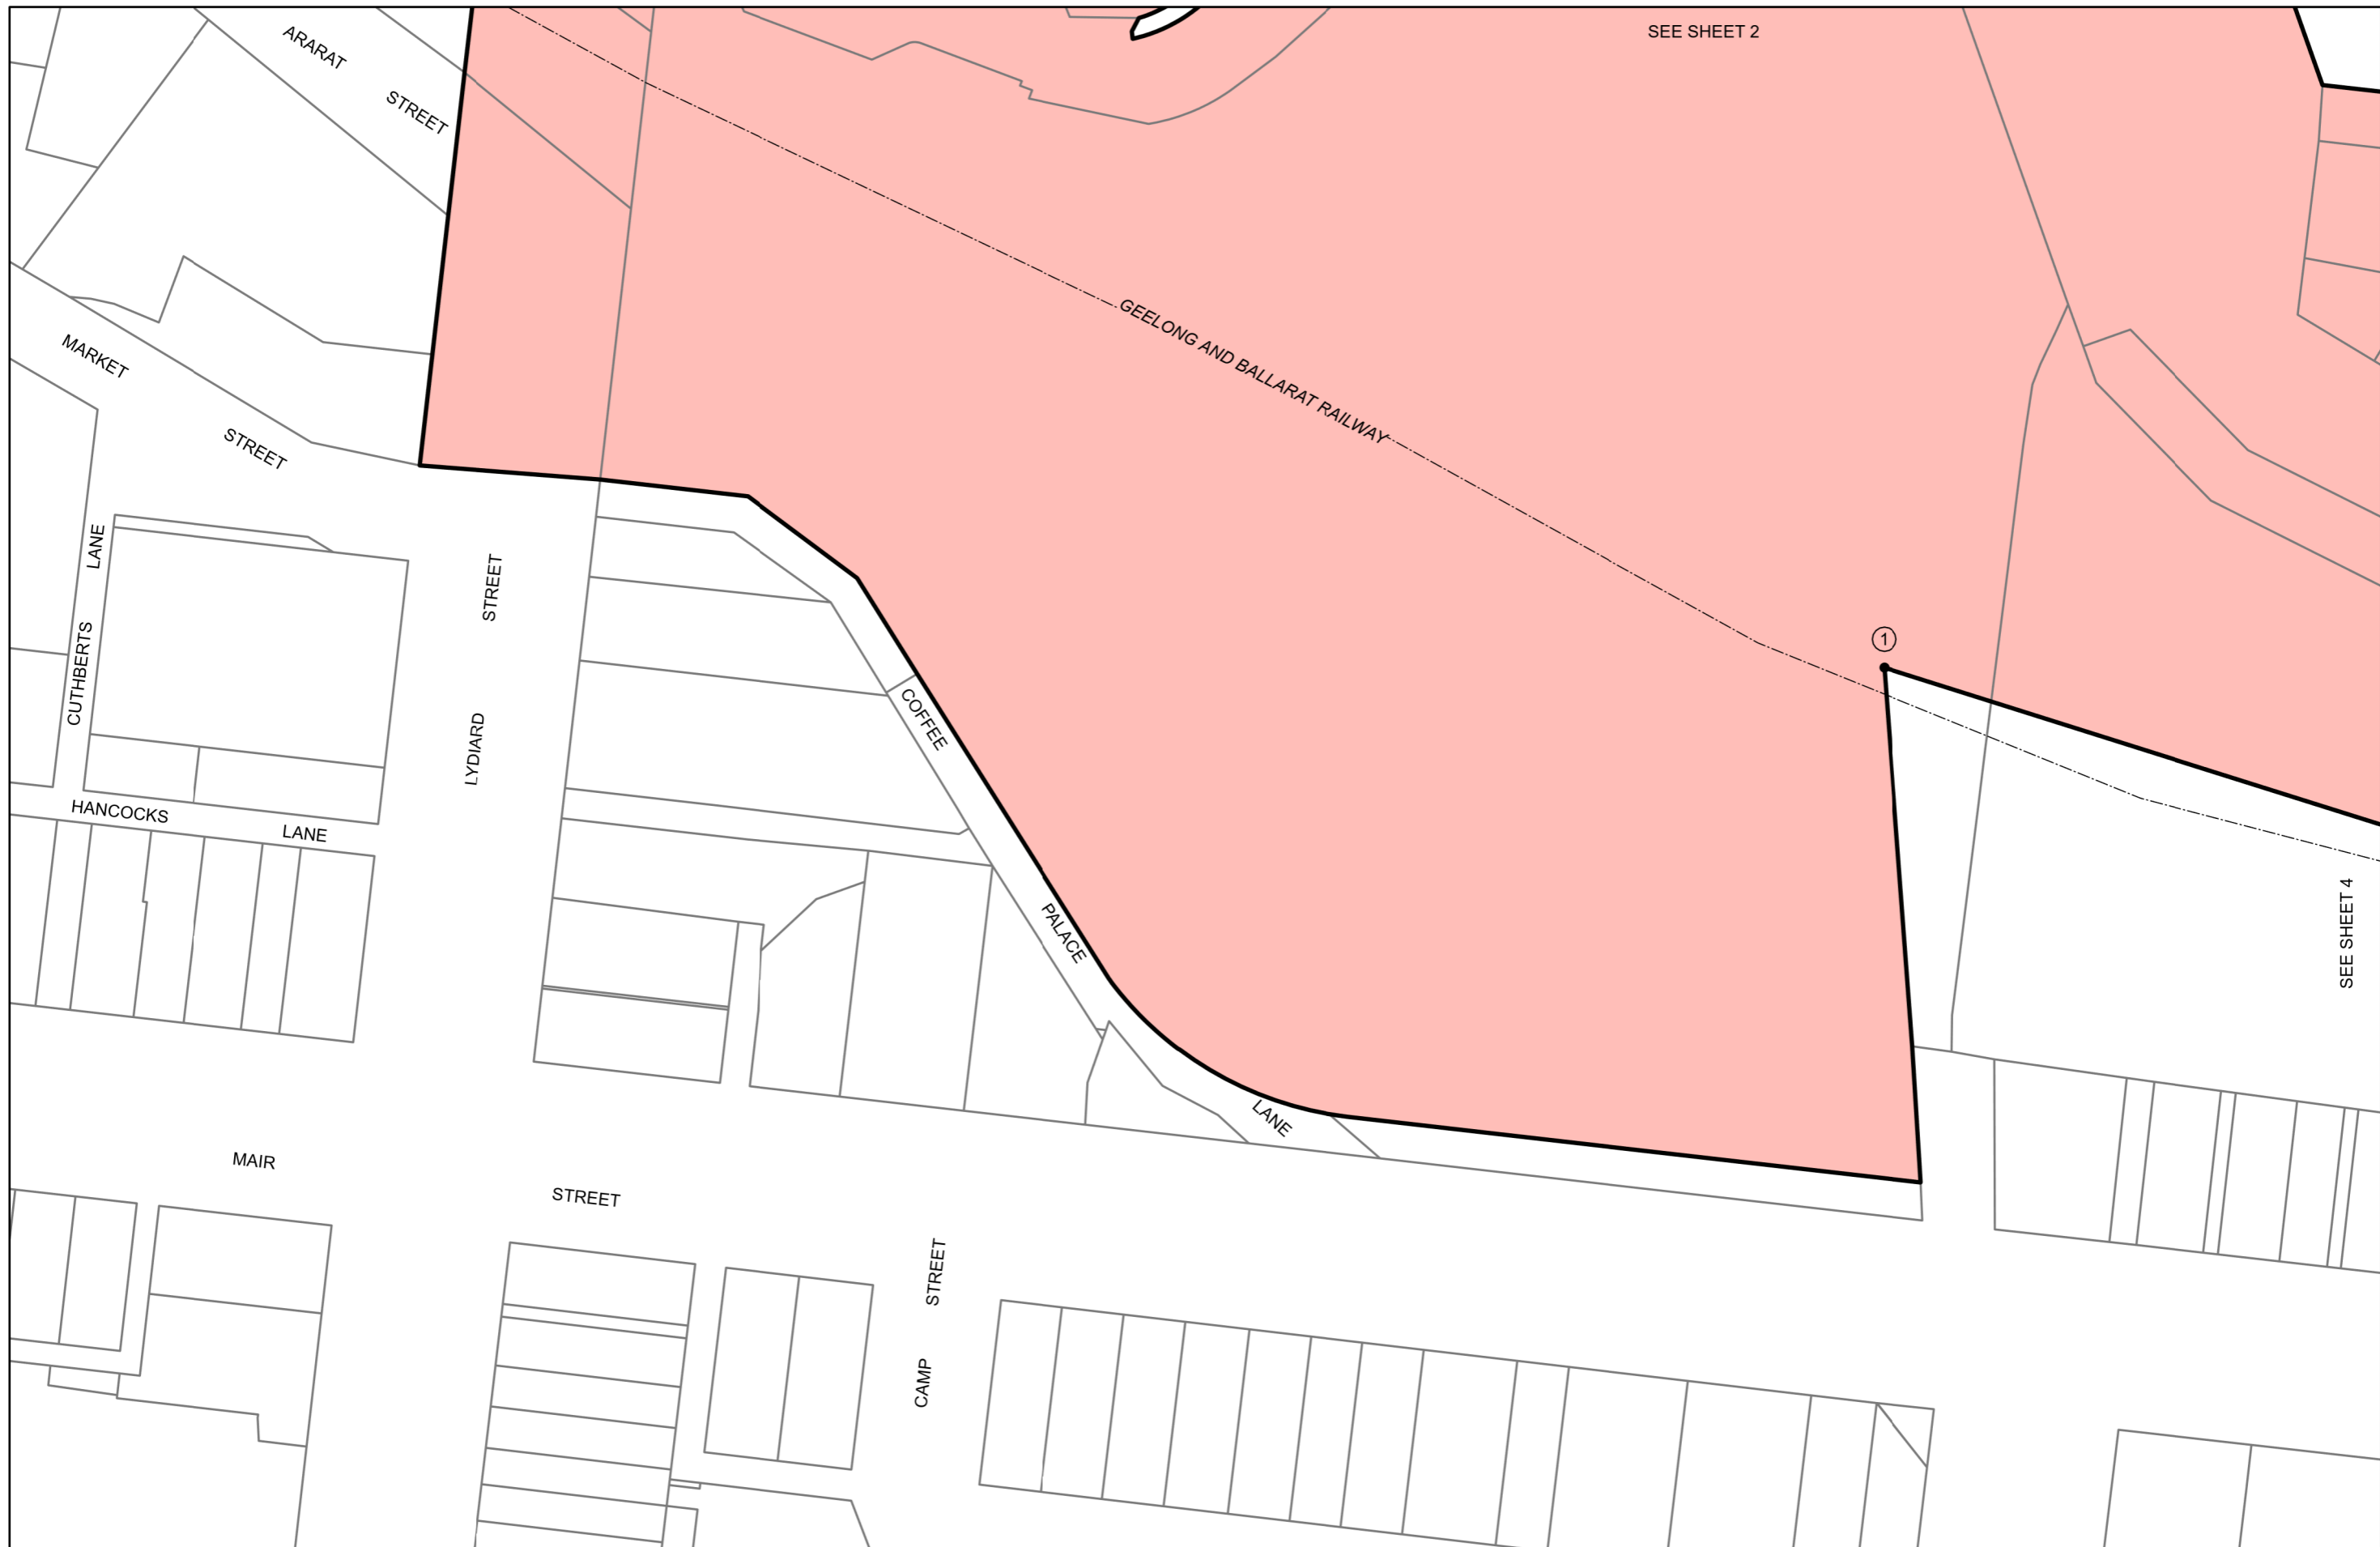 SEE SHEET 2
ARARAT
STREET
GEELONG AND BALLARAT RAILWAY
MARKET
STREET
LANE
CUTHBERTS
STREET
LYDIARD
1
COFFEE
PALACE
LANE
HANCOCKS
LANE
SEE SHEET 4
MAIR
STREET
STREET
CAMP